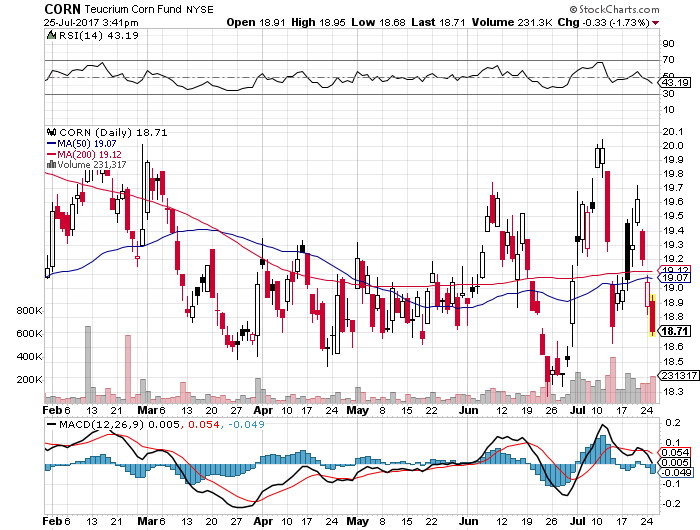 CORN Teucrium Corn Fund NYSE © StockCharts.com
25-Jul-2017 3:41pm Open 18.91 High 18.95 Low 18.68 Last 18.71 Volume 231.3K Chg -0.33 (-1.73%)
RSI(14) 43.19
90
70
50
43.19
30
10
CORN (Daily) 18.71
MA(50) 19.07
MA(200) 19.12
Volume 231,317
20.1
20.0
19.9
19.8
19.7
19.6
19.5
19.4
19.3
19.2
19.12
19.07
19.0
18.9
800K 18.8
18.71
600K
18.6
400K 18.5
200K
231317
18.3
Feb 6 13 21 Mar 13 20 27 Apr 10 17 24 May 8 15 22 Jun 12 19 26 Jul 10 17 24
MACD(12,26,9) 0.005, 0.054, -0.049
0.2
0.1
0.054
0.005
-0.049
-0.1
-0.2
Feb 6 13 21 Mar 13 20 27 Apr 10 17 24 May 8 15 22 Jun 12 19 26 Jul 10 17 24